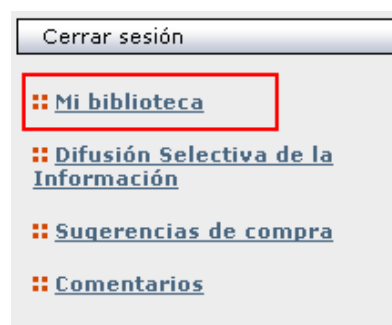 Cerrar sesión
Mi biblioteca
Difusión Selectiva de la
Información
Sugerencias de compra
Comentarios